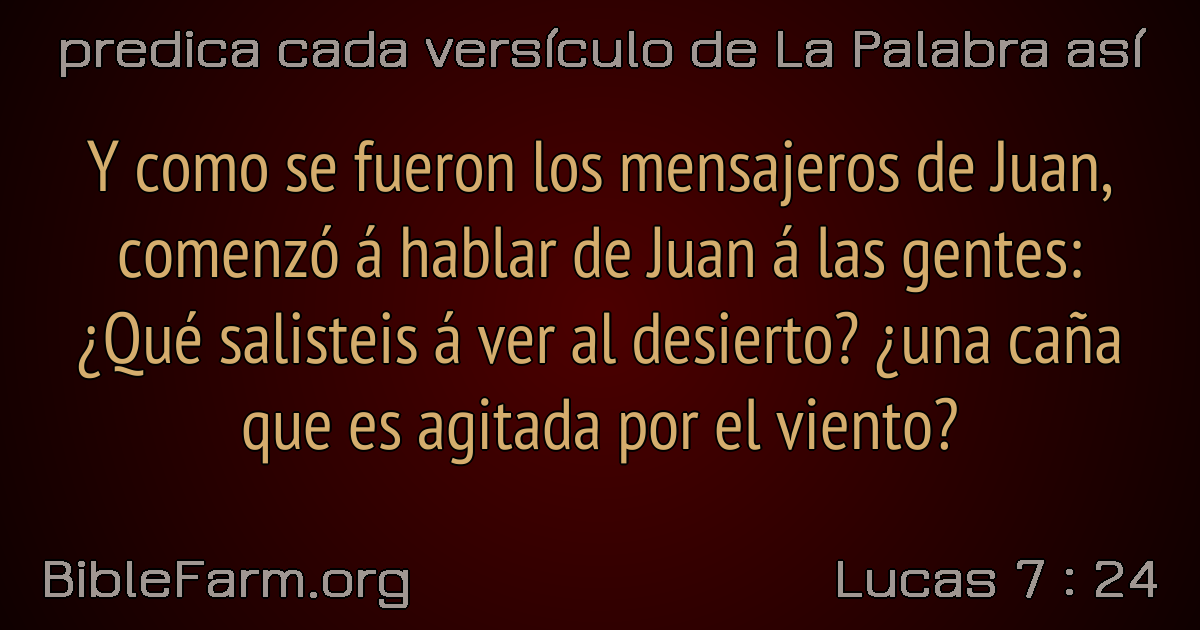 predica cada versículo de La Palabra así
Y como se fueron los mensajeros de Juan,
comenzó á hablar de Juan á las gentes:
¿Qué salisteis á ver al desierto? ¿una caña
que es agitada por el viento?
BibleFarm.org
Lucas 7 : 24